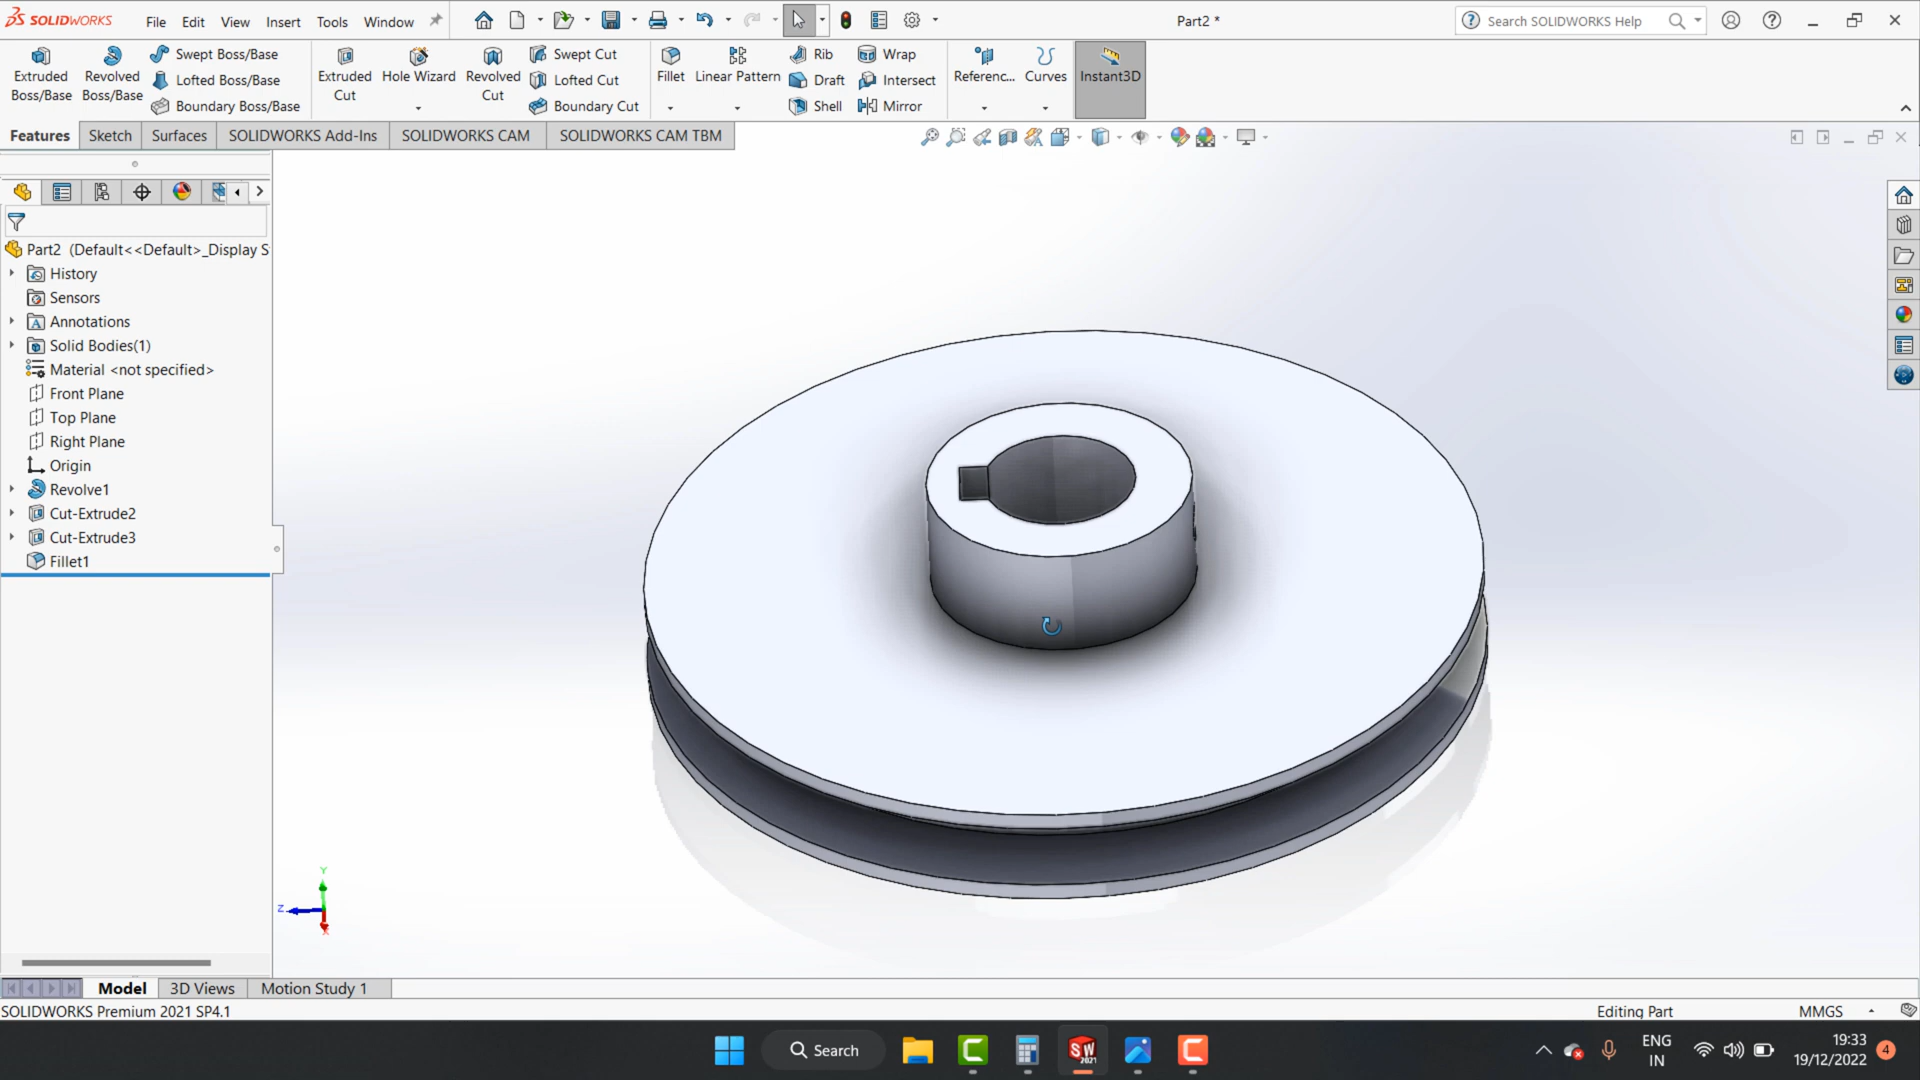 SOLIDWORKS File Edit View Insert Tools Window Part2 * Search SOLIDWORKS Help
Extruded Boss/Base
Revolved Boss/Base
Swept Boss/Base
Lofted Boss/Base
Boundary Boss/Base
Extruded Cut
Hole Wizard
Revolved Cut
Swept Cut
Lofted Cut
Boundary Cut
Fillet
Linear Pattern
Rib
Draft
Shell
Wrap
Intersect
Mirror
Referenc...
Curves
Instant3D
Features Sketch Surfaces SOLIDWORKS Add-Ins SOLIDWORKS CAM SOLIDWORKS CAM TBM
Part2 (Default<<Default>_Display S
History
Sensors
Annotations
Solid Bodies(1)
Material <not specified>
Front Plane
Top Plane
Right Plane
Origin
Revolve1
Cut-Extrude2
Cut-Extrude3
Fillet1
Y
Z
X
Model 3D Views Motion Study 1
SOLIDWORKS Premium 2021 SP4.1 Editing Part MMGS
Search
SW
2021
ENG
IN
19:33
19/12/2022
4